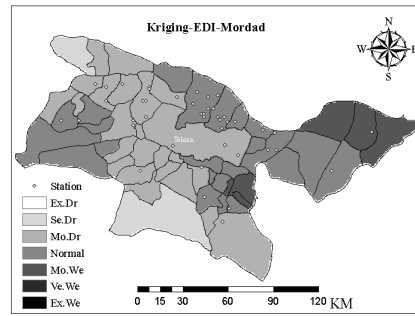 Kriging-EDI-Mordad
N
W
E
S
Station
Ex.Dr
Se.Dr
Mo.Dr
Normal
Mo.We
Ve.We
Ex.We
0 15 30 60 90 120
KM